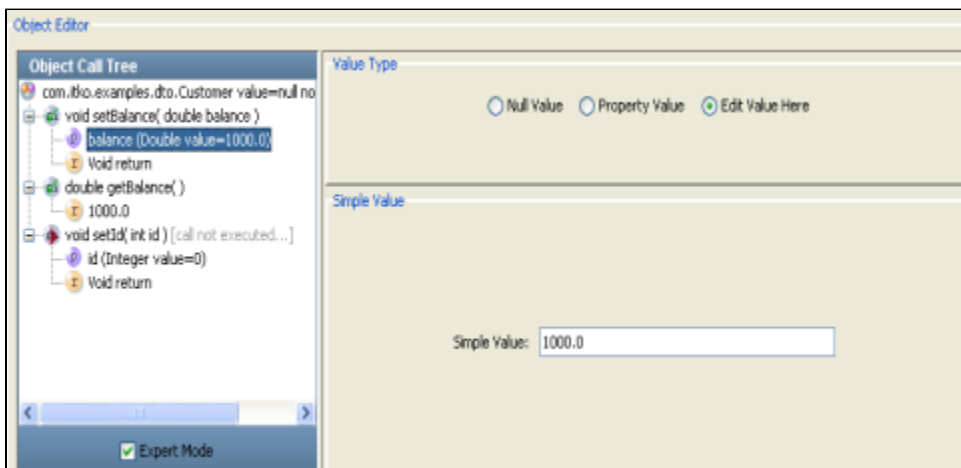 Object Editor
Object Call Tree
com.itko.examples.dto.Customer value=null no
void setBalance( double balance )
balance (Double value=1000.0)
Void return
double getBalance( )
1000.0
void setId( int id ) [call not executed...]
id (Integer value=0)
Void return
Expert Mode
Value Type
Null Value Property Value Edit Value Here
Simple Value
Simple Value: 1000.0